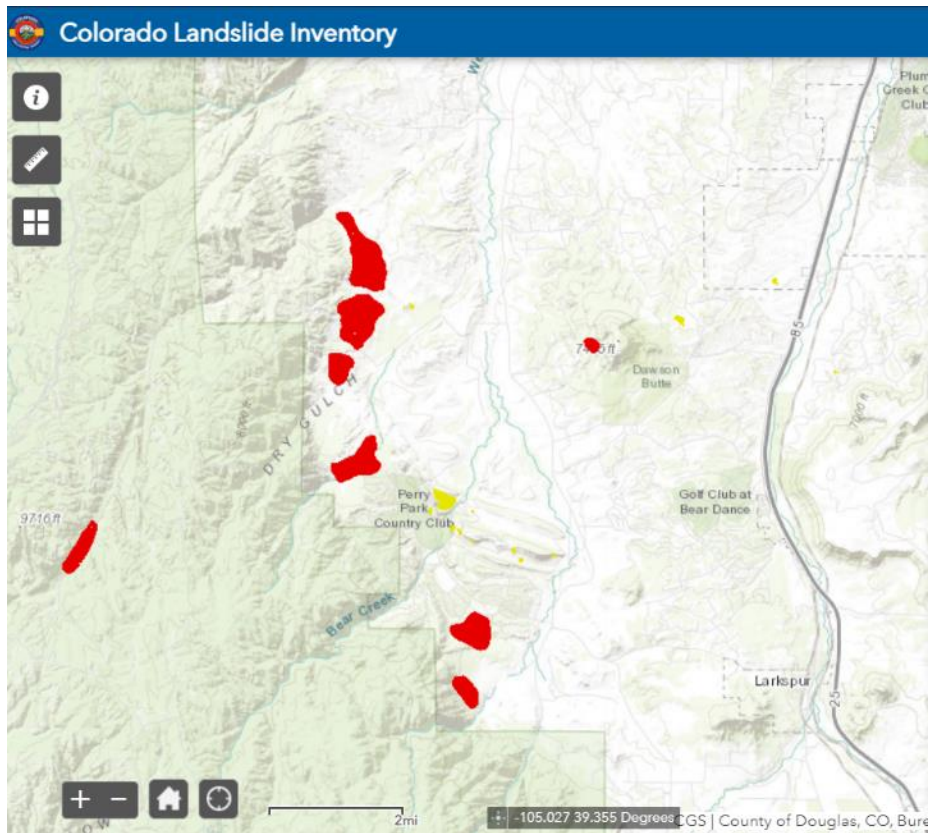 Colorado Landslide Inventory
Plum
Creek C
Club
85
Dawson
Butte
DRY GULCH
Perry
Park
Country Club
Golf Club at
Bear Dance
9716 ft
7000 ft
Bear Creek
Larkspur
25
+ −
2mi
-105.027 39.355 Degrees
CGS | County of Douglas, CO, Bure